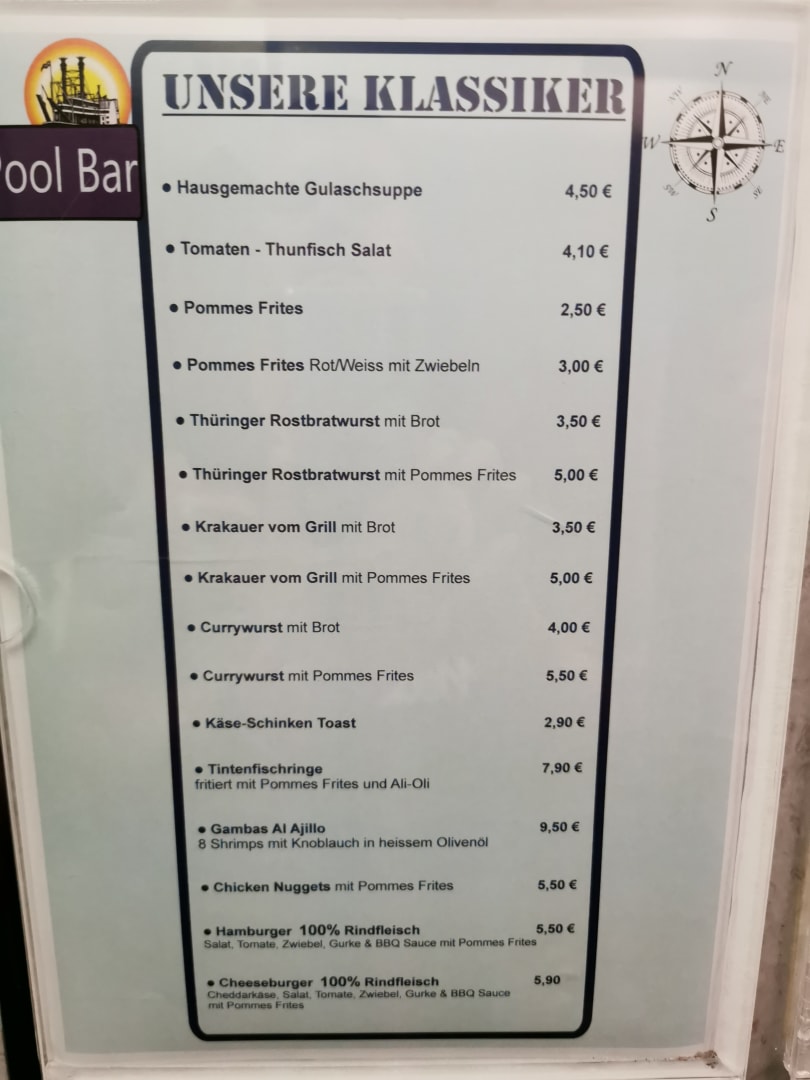 UNSERE KLASSIKER
Pool Bar
N
NE
E
SE
S
SW
W
NW
● Hausgemachte Gulaschsuppe 4,50 €
● Tomaten - Thunfisch Salat 4,10 €
● Pommes Frites 2,50 €
● Pommes Frites Rot/Weiss mit Zwiebeln 3,00 €
● Thüringer Rostbratwurst mit Brot 3,50 €
● Thüringer Rostbratwurst mit Pommes Frites 5,00 €
● Krakauer vom Grill mit Brot 3,50 €
● Krakauer vom Grill mit Pommes Frites 5,00 €
● Currywurst mit Brot 4,00 €
● Currywurst mit Pommes Frites 5,50 €
● Käse-Schinken Toast 2,90 €
● Tintenfischringe 7,90 €
fritiert mit Pommes Frites und Ali-Oli
● Gambas Al Ajillo 9,50 €
8 Shrimps mit Knoblauch in heissem Olivenöl
● Chicken Nuggets mit Pommes Frites 5,50 €
● Hamburger 100% Rindfleisch 5,50 €
Salat, Tomate, Zwiebel, Gurke & BBQ Sauce mit Pommes Frites
● Cheeseburger 100% Rindfleisch 5,90
Cheddarkäse, Salat, Tomate, Zwiebel, Gurke & BBQ Sauce
mit Pommes Frites